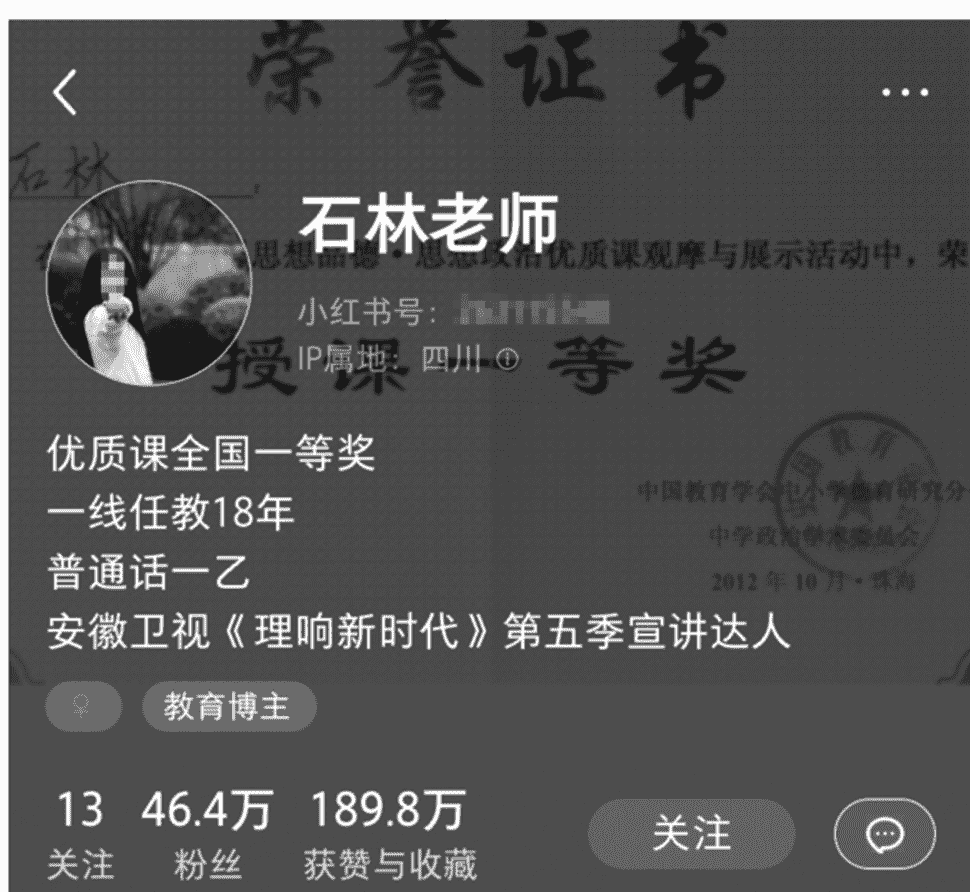 荣誉证书
石林
石林老师
思想品德·思想政治优质课观摩与展示活动中，荣
小红书号：
IP属地：四川
授课一等奖
优质课全国一等奖
中国教育学会中小学德育研究分
一线任教18年
中学政治学术委员会
普通话一乙
2012年10月·珠海
安徽卫视《理响新时代》第五季宣讲达人
♀
教育博主
13 46.4万 189.8万
关注 粉丝 获赞与收藏
关注